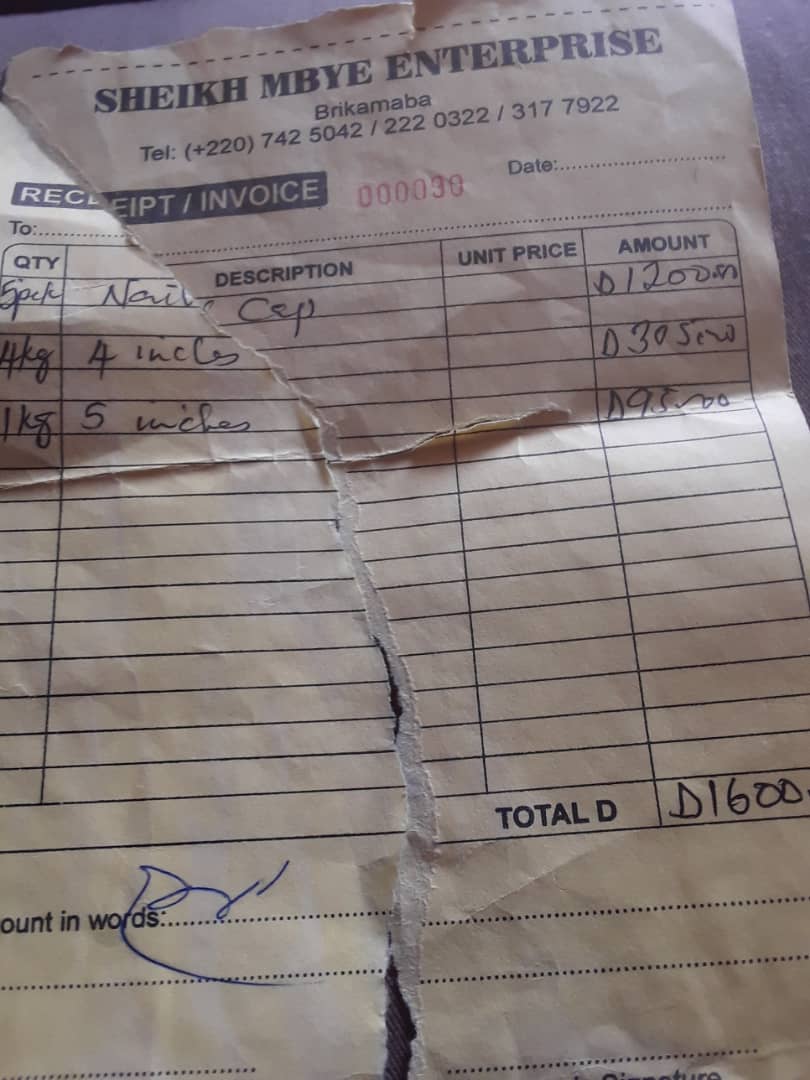 SHEIKH MBYE ENTERPRISE
Brikamaba
Tel: (+220) 742 5042 / 222 0322 / 317 7922
Date:
RECEIPT / INVOICE 000030
To:
QTY DESCRIPTION UNIT PRICE AMOUNT
5pck Nails Cap D1200.00
4kg 4 inches D305.00
1kg 5 inches D95.00
TOTAL D D1600.
ount in words:
Signature